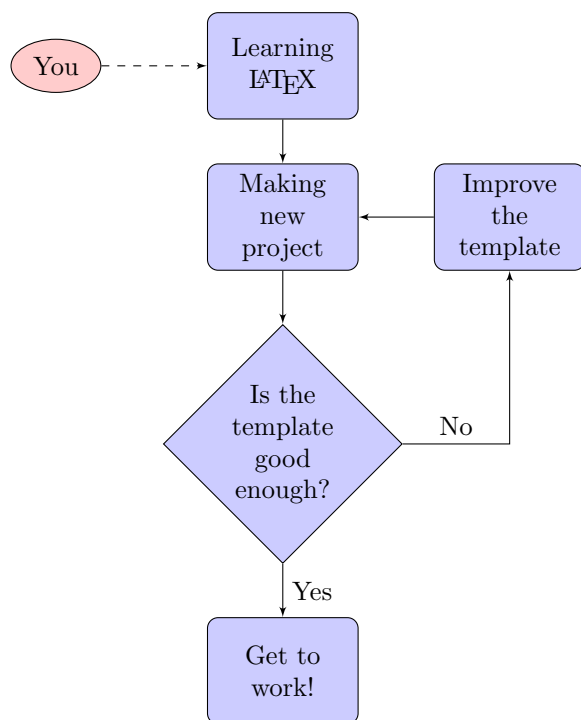 You
Learning
LATEX
Making
new
project
Improve
the
template
Is the
template
good
enough?
No
Yes
Get to
work!